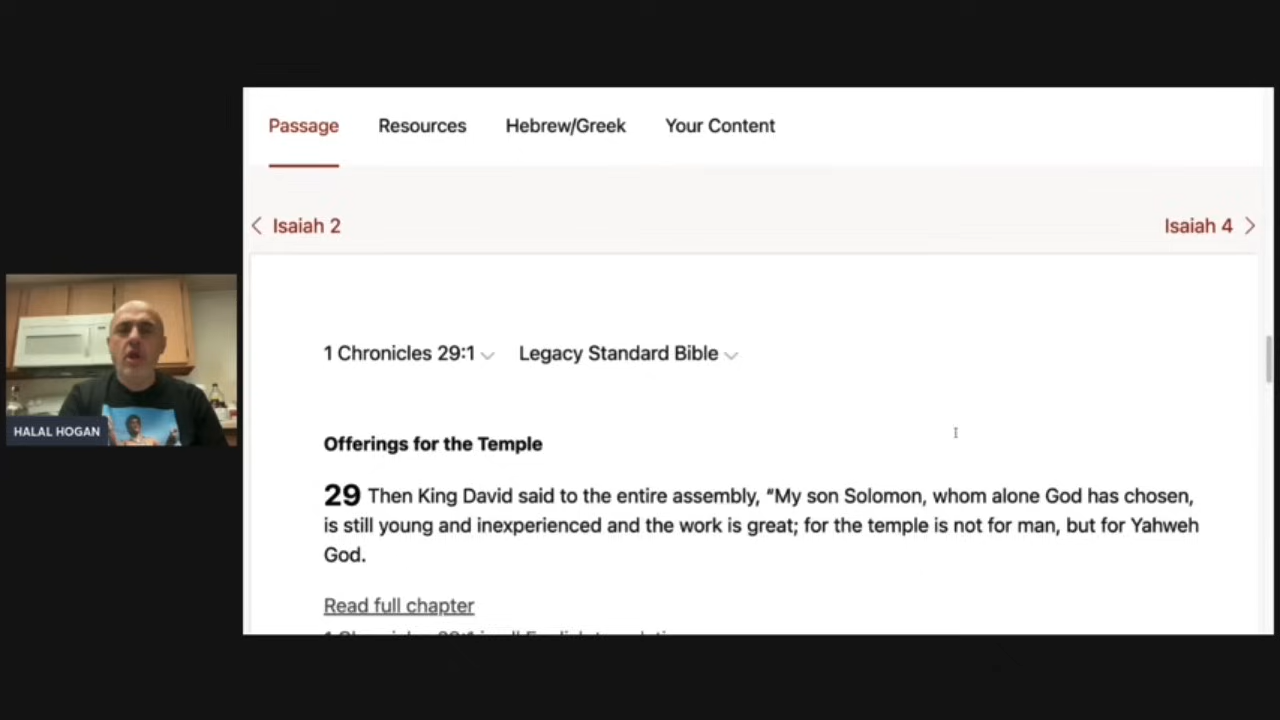 Passage Resources Hebrew/Greek Your Content
Isaiah 2 Isaiah 4
1 Chronicles 29:1 Legacy Standard Bible
HALAL HOGAN
Offerings for the Temple
29 Then King David said to the entire assembly, “My son Solomon, whom alone God has chosen,
is still young and inexperienced and the work is great; for the temple is not for man, but for Yahweh
God.
Read full chapter